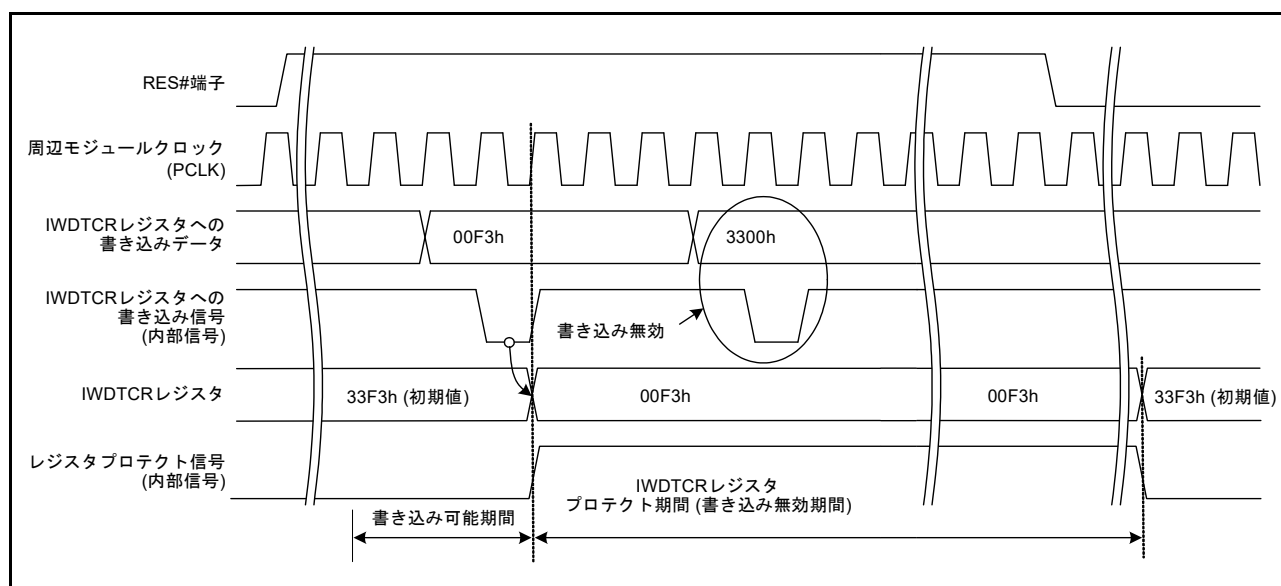 RES#端子
周辺モジュールクロック
(PCLK)
IWDTCRレジスタへの
書き込みデータ
00F3h
3300h
IWDTCRレジスタへの
書き込み信号
(内部信号)
書き込み無効
IWDTCRレジスタ
33F3h (初期値)
00F3h
00F3h
33F3h (初期値)
レジスタプロテクト信号
(内部信号)
IWDTCRレジスタ
プロテクト期間 (書き込み無効期間)
書き込み可能期間